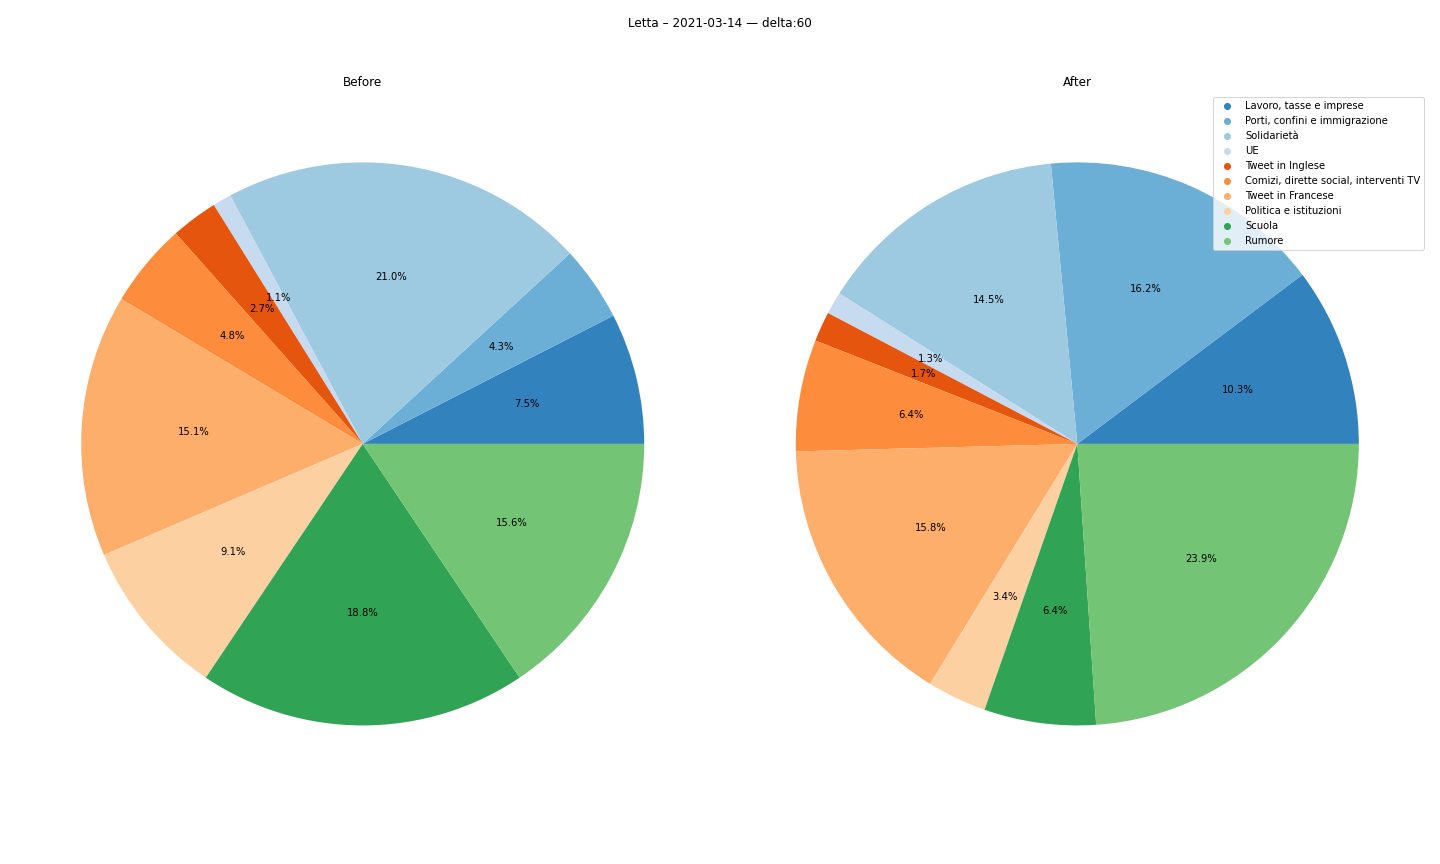 Letta – 2021-03-14 — delta:60
Before
21.0%
1.1%
2.7%
4.8%
4.3%
7.5%
15.1%
9.1%
15.6%
18.8%
After
Lavoro, tasse e imprese
Porti, confini e immigrazione
Solidarietà
UE
Tweet in Inglese
Comizi, dirette social, interventi TV
Tweet in Francese
Politica e istituzioni
Scuola
Rumore
16.2%
14.5%
1.3%
1.7%
10.3%
6.4%
15.8%
23.9%
3.4%
6.4%